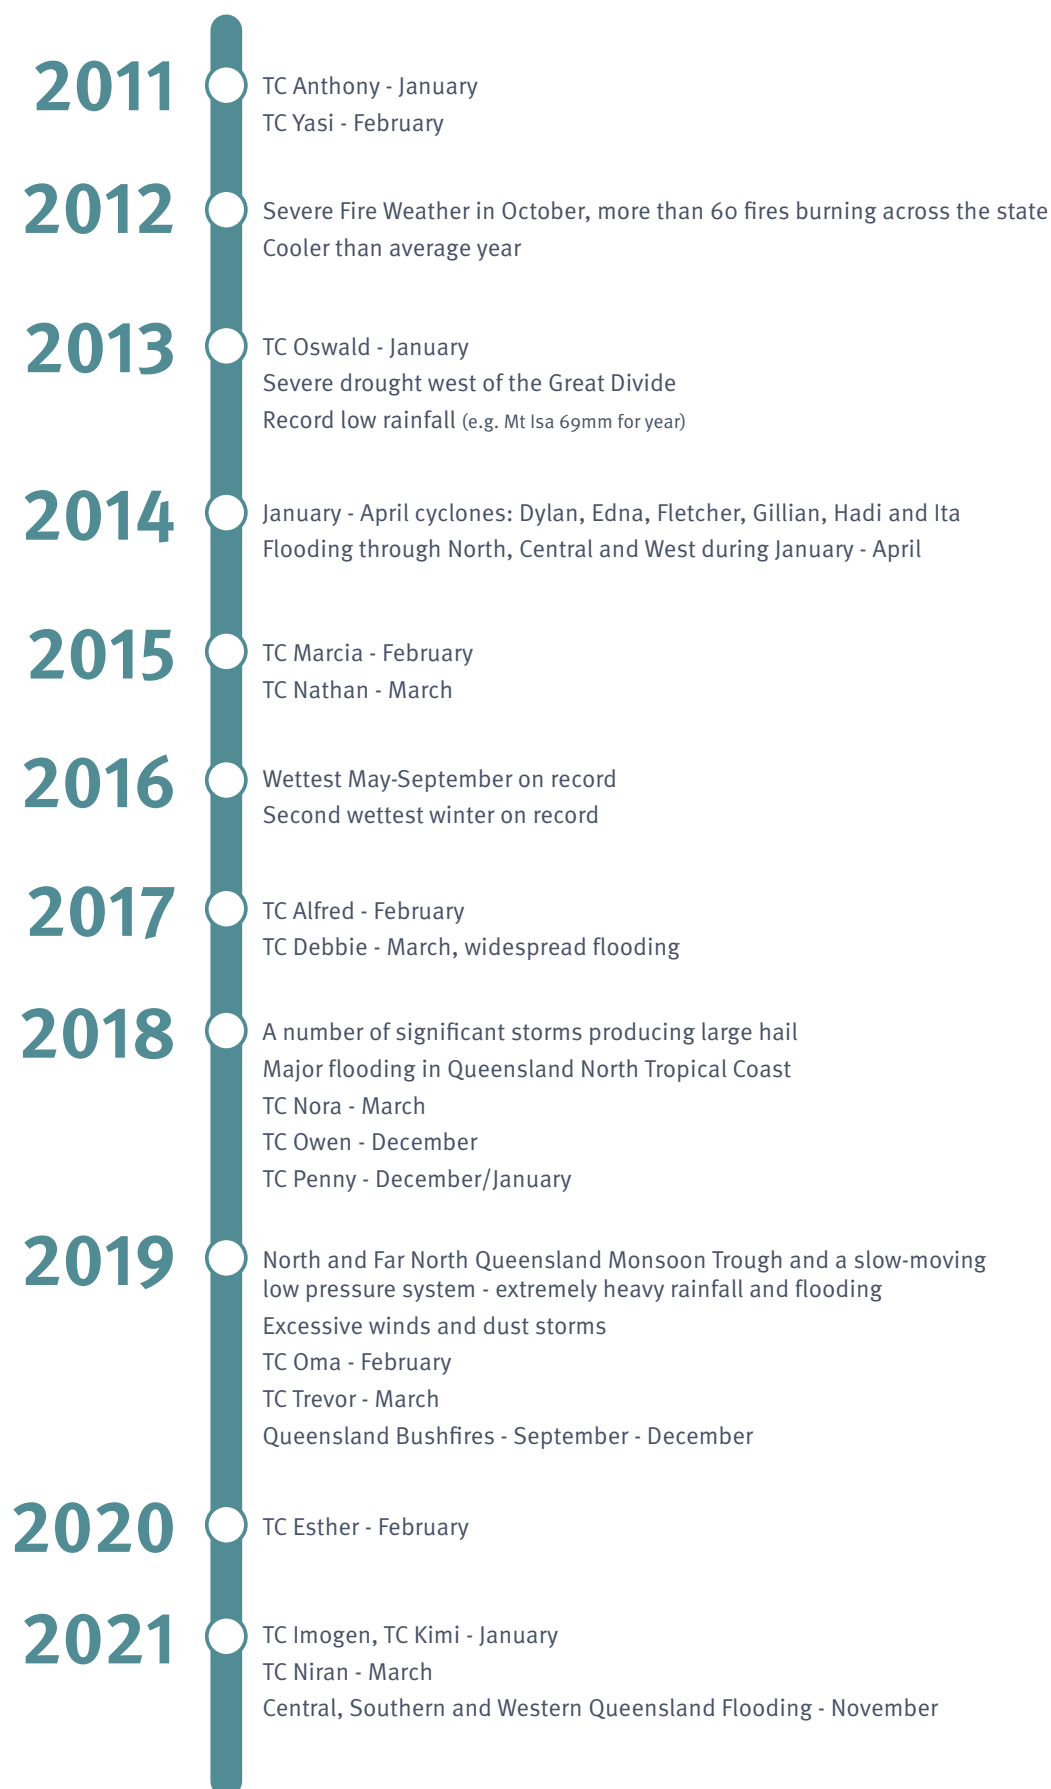 2011
TC Anthony - January
TC Yasi - February
2012
Severe Fire Weather in October, more than 60 fires burning across the state
Cooler than average year
2013
TC Oswald - January
Severe drought west of the Great Divide
Record low rainfall (e.g. Mt Isa 69mm for year)
2014
January - April cyclones: Dylan, Edna, Fletcher, Gillian, Hadi and Ita
Flooding through North, Central and West during January - April
2015
TC Marcia - February
TC Nathan - March
2016
Wettest May-September on record
Second wettest winter on record
2017
TC Alfred - February
TC Debbie - March, widespread flooding
2018
A number of significant storms producing large hail
Major flooding in Queensland North Tropical Coast
TC Nora - March
TC Owen - December
TC Penny - December/January
2019
North and Far North Queensland Monsoon Trough and a slow-moving
low pressure system - extremely heavy rainfall and flooding
Excessive winds and dust storms
TC Oma - February
TC Trevor - March
Queensland Bushfires - September - December
2020
TC Esther - February
2021
TC Imogen, TC Kimi - January
TC Niran - March
Central, Southern and Western Queensland Flooding - November